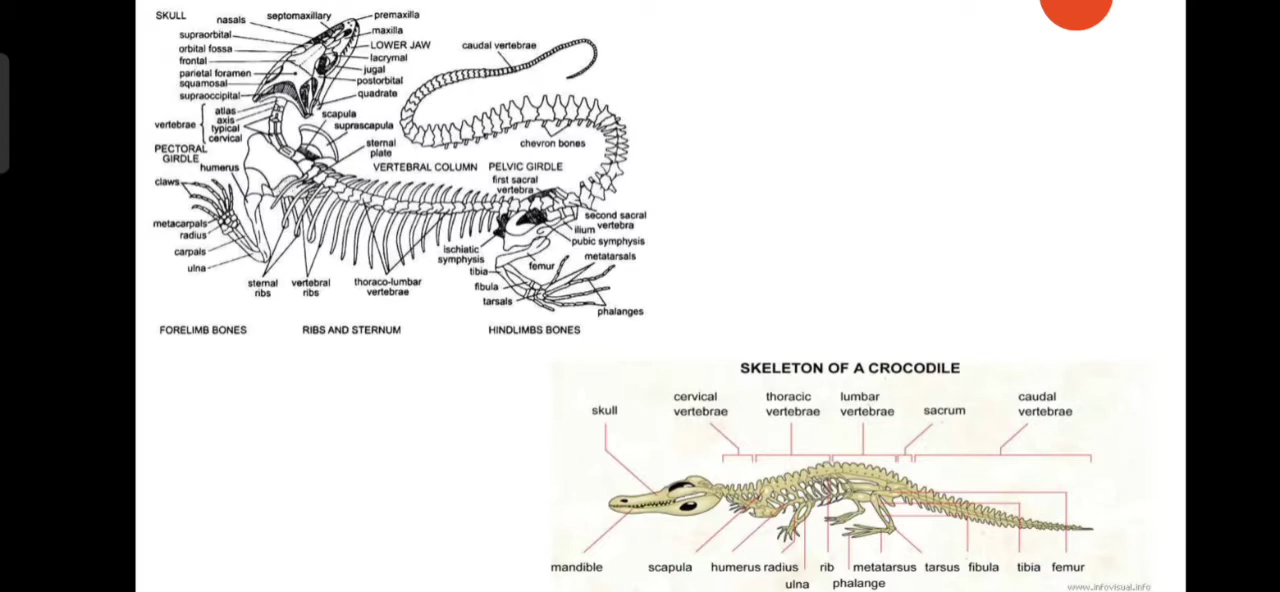 SKULL
nasals
septomaxillary
premaxilla
supraorbital
maxilla
orbital fossa
LOWER JAW
frontal
lacrymal
parietal foramen
jugal
squamosal
postorbital
supraoccipital
quadrate
caudal vertebrae
atlas
scapula
axis
vertebrae
typical
cervical
suprascapula
PECTORAL
GIRDLE
sternal
plate
chevron bones
humerus
VERTEBRAL COLUMN
PELVIC GIRDLE
claws
first sacral
vertebra
metacarpals
second sacral
vertebra
radius
ilium
carpals
pubic symphysis
ischiatic
symphysis
metatarsals
ulna
femur
tibia
sternal
ribs
vertebral
ribs
thoraco-lumbar
vertebrae
fibula
tarsals
phalanges
FORELIMB BONES
RIBS AND STERNUM
HINDLIMBS BONES
SKELETON OF A CROCODILE
skull
cervical
vertebrae
thoracic
vertebrae
lumbar
vertebrae
sacrum
caudal
vertebrae
mandible
scapula
humerus
radius
ulna
rib
phalange
metatarsus
tarsus
fibula
tibia
femur
www.infovisual.info